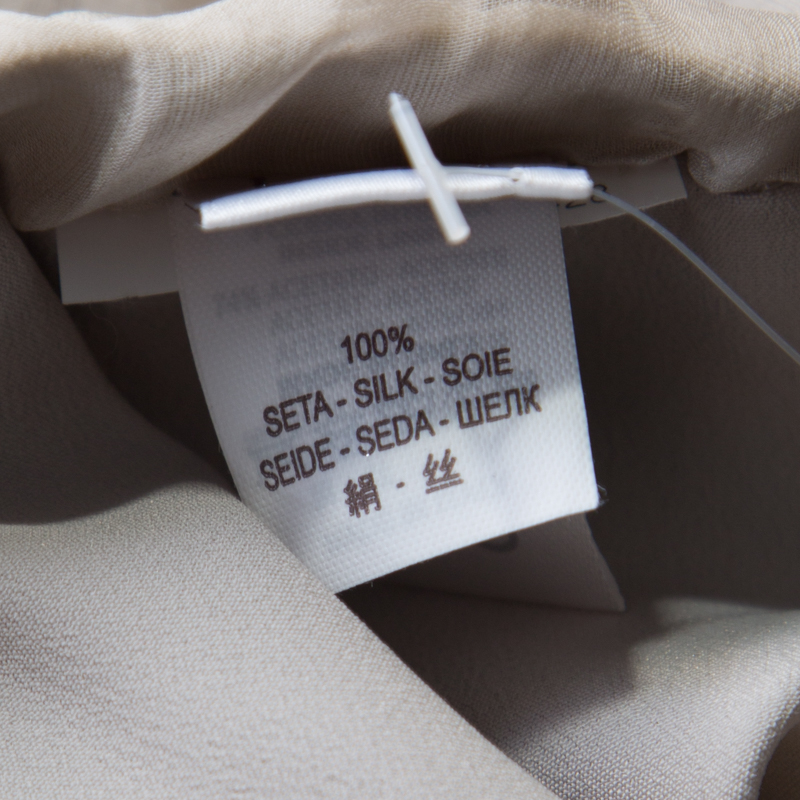 100%
SETA - SILK - SOIE
SEIDE - SEDA - ШЕЛК
絹 - 丝